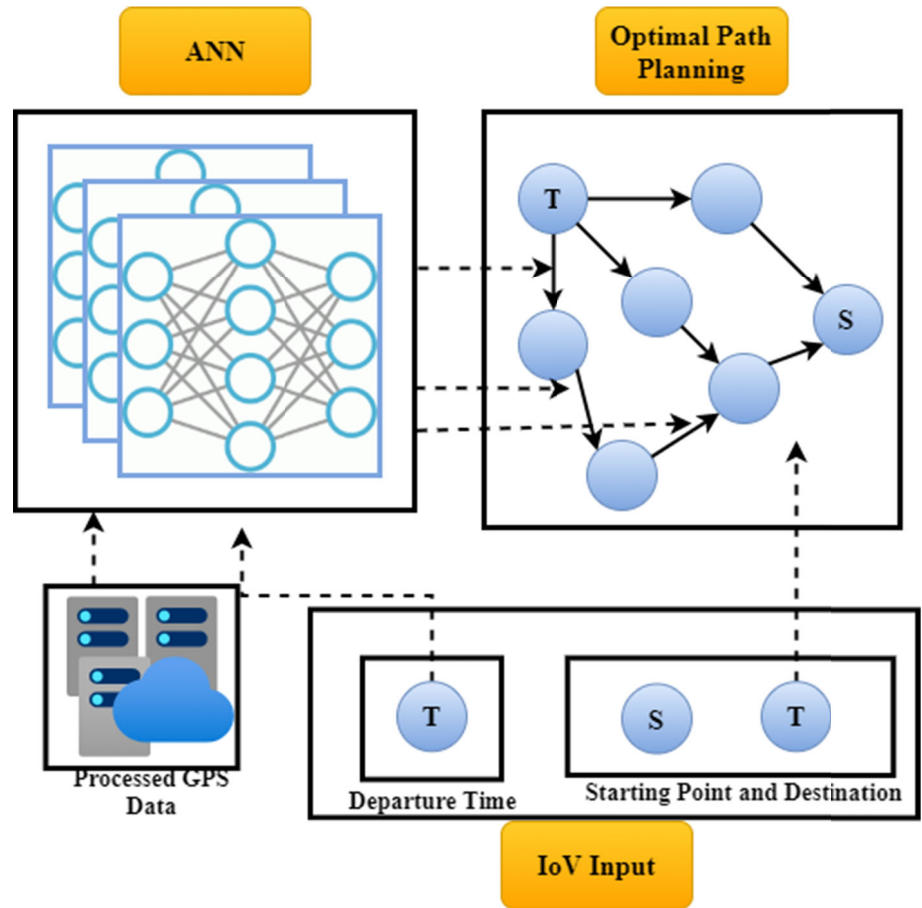 ANN
Optimal Path
Planning
T
S
T
S
T
Processed GPS
Data
Departure Time
Starting Point and Destination
IoV Input